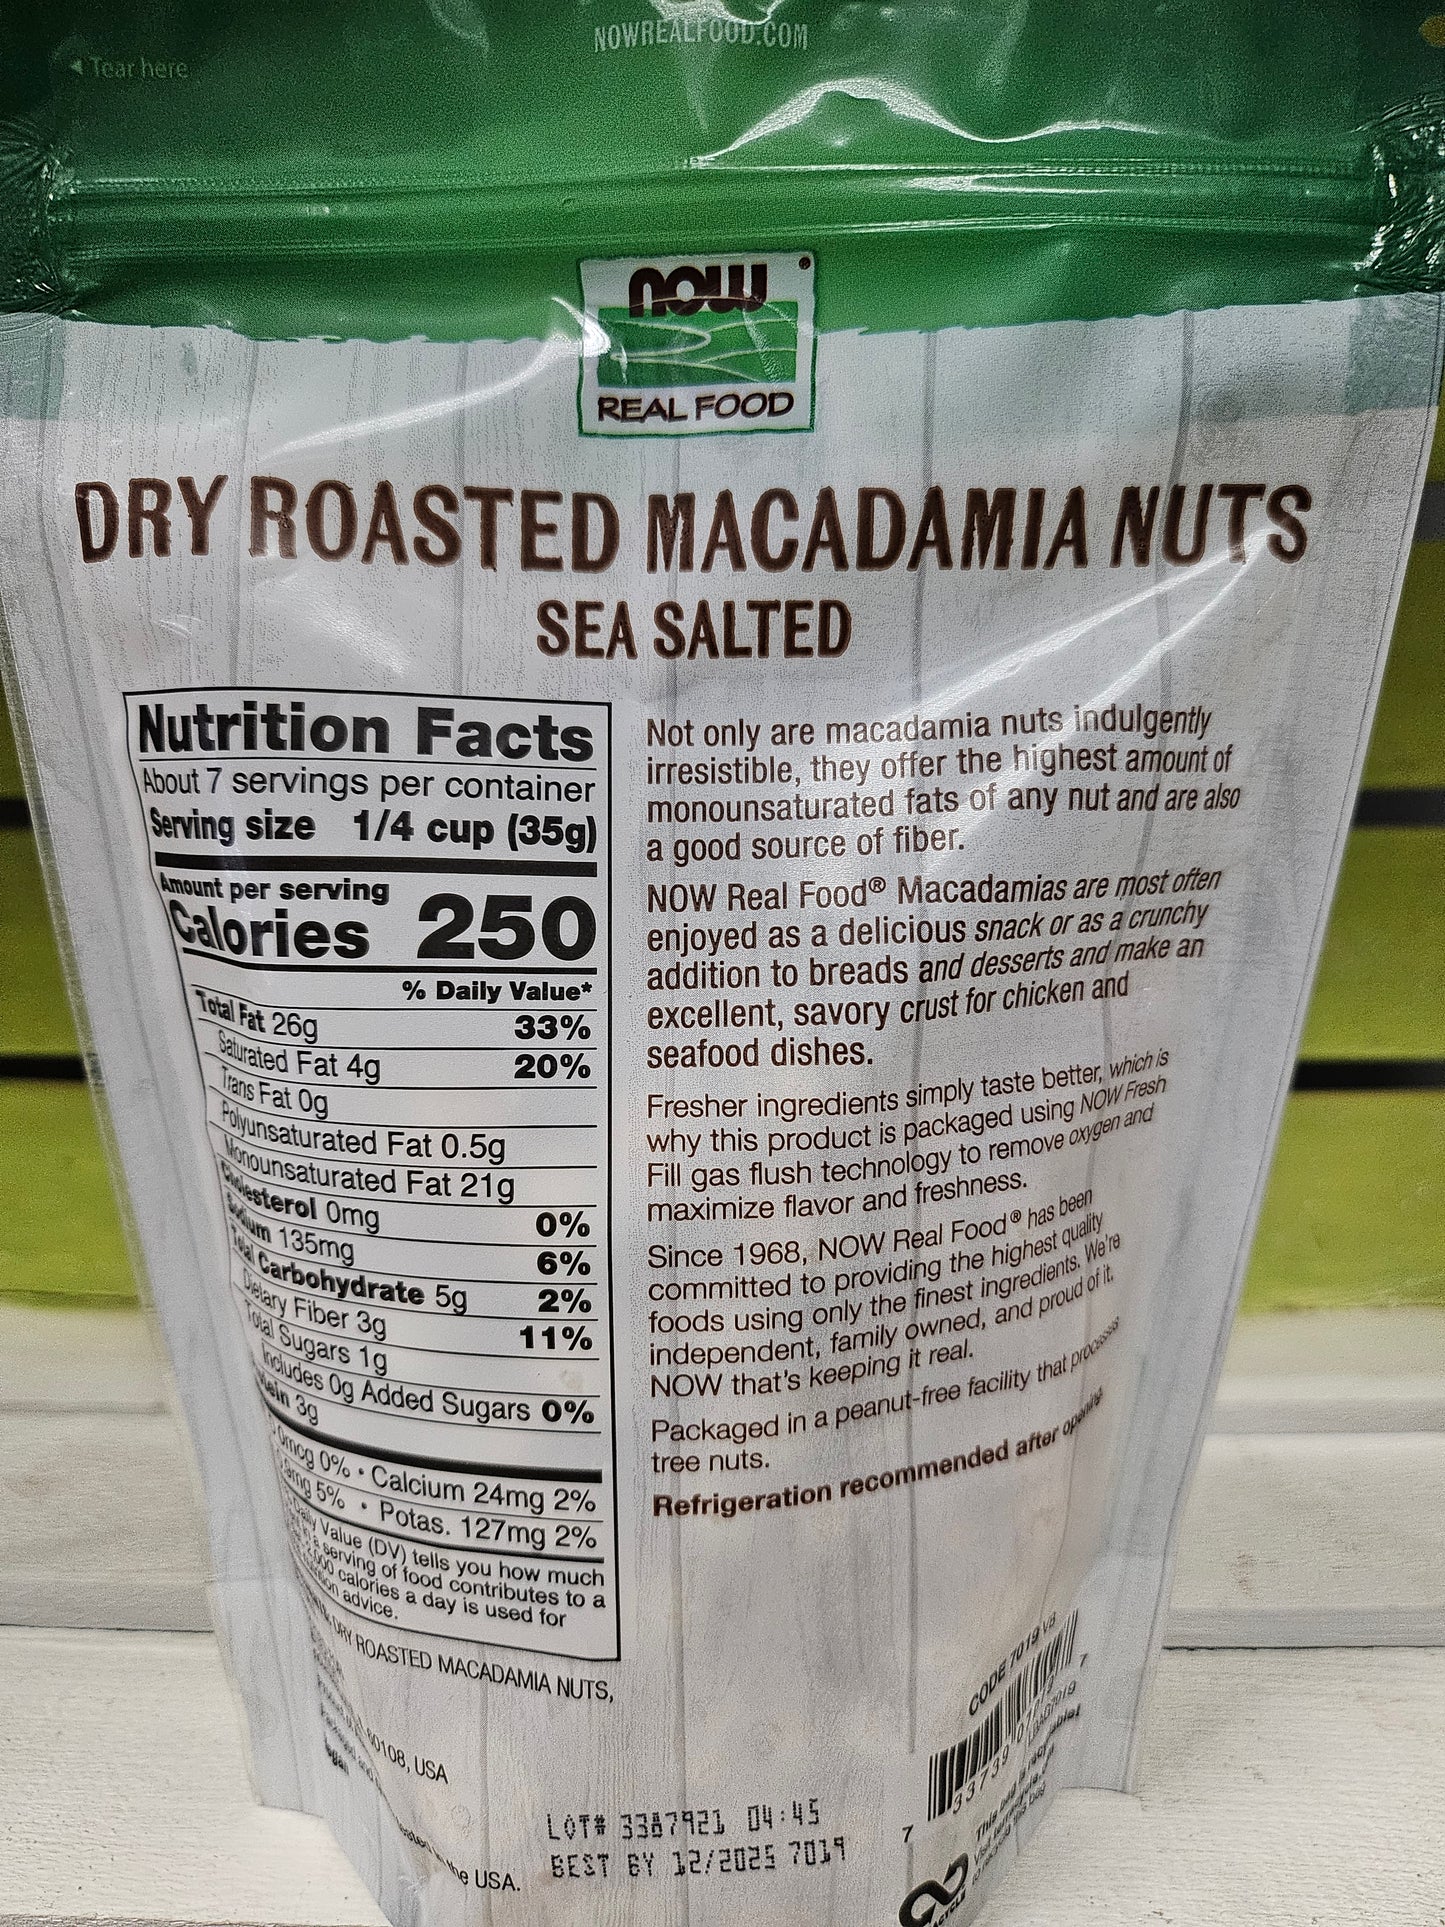 NOWREALFOOD.COM
Tear here
NOW®
REAL FOOD
DRY ROASTED MACADAMIA NUTS
SEA SALTED
Nutrition Facts
About 7 servings per container
Serving size 1/4 cup (35g)
Amount per serving
Calories 250
% Daily Value*
Total Fat 26g 33%
Saturated Fat 4g 20%
Trans Fat 0g
Polyunsaturated Fat 0.5g
Monounsaturated Fat 21g
Cholesterol 0mg 0%
Sodium 135mg 6%
Total Carbohydrate 5g 2%
Dietary Fiber 3g 11%
Total Sugars 1g
Includes 0g Added Sugars 0%
3g
0mcg 0% • Calcium 24mg 2%
5% • Potas. 127mg 2%
Daily Value (DV) tells you how much
a serving of food contributes to a
2,000 calories a day is used for
advice.
DRY ROASTED MACADAMIA NUTS,
60108, USA
the USA.
Not only are macadamia nuts indulgently
irresistible, they offer the highest amount of
monounsaturated fats of any nut and are also
a good source of fiber.
NOW Real Food® Macadamias are most often
enjoyed as a delicious snack or as a crunchy
addition to breads and desserts and make an
excellent, savory crust for chicken and
seafood dishes.
Fresher ingredients simply taste better, which is
why this product is packaged using NOW Fresh
Fill gas flush technology to remove oxygen and
maximize flavor and freshness.
Since 1968, NOW Real Food® has been
committed to providing the highest quality
foods using only the finest ingredients. We're
independent, family owned, and proud of it.
NOW that's keeping it real.
Packaged in a peanut-free facility that processes
tree nuts.
Refrigeration recommended after opening.
CODE 7019 V8
LOT# 3387921 04:45
BEST BY 12/2025 7019